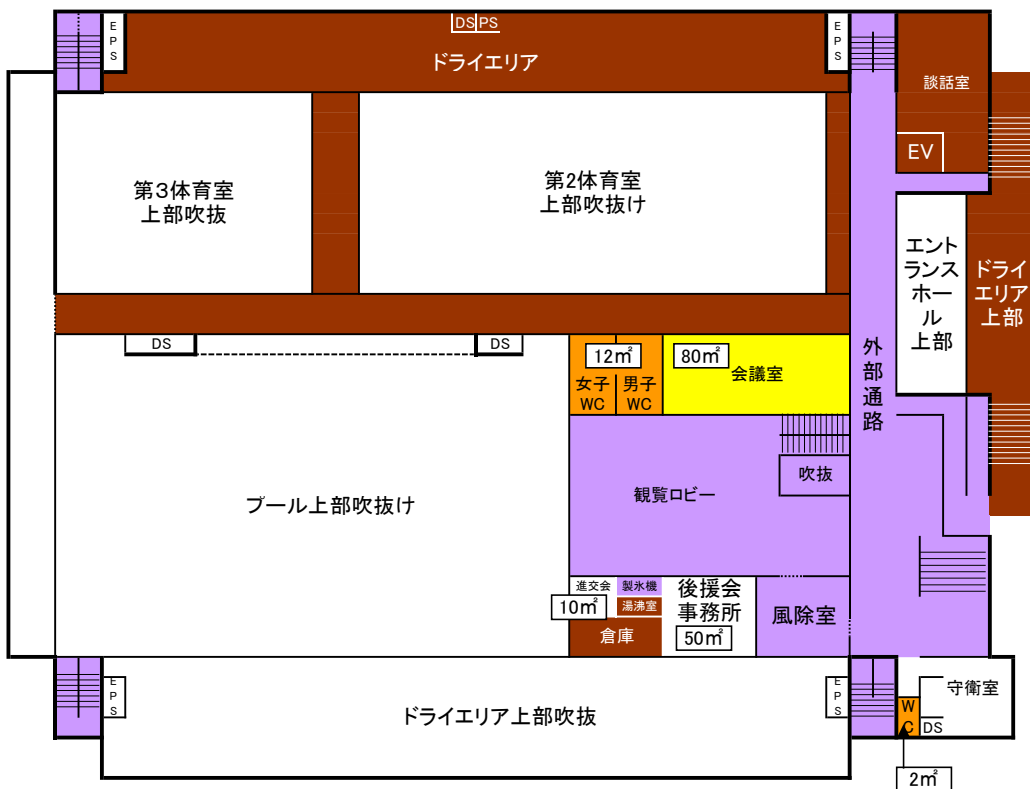 EPS
DS PS
EPS
ドライエリア
談話室
EV
第3体育室
上部吹抜
第2体育室
上部吹抜け
エント
ランス
ホー
ル
上部
ドライ
エリア
上部
DS
DS
12㎡
80㎡
女子
WC
男子
WC
会議室
外部通路
吹抜
観覧ロビー
プール上部吹抜け
進交会
製氷機
後援会
事務所
10㎡
湯沸室
倉庫
50㎡
風除室
EPS
EPS
ドライエリア上部吹抜
守衛室
WC
DS
2㎡